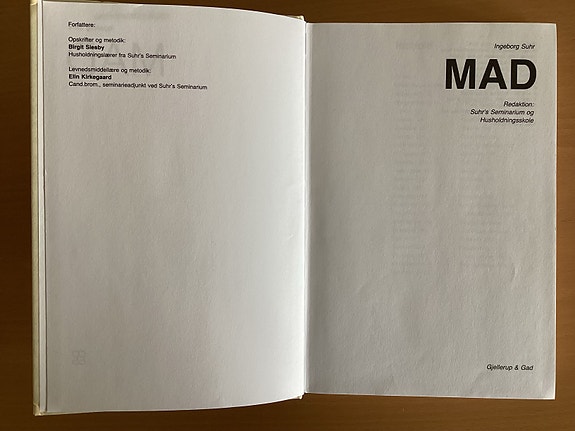 Forfattere:
Opskrifter og metodik:
Birgit Siesby
Husholdningslærer fra Suhr's Seminarium
Levnedsmiddellære og metodik:
Elin Kirkegaard
Cand.brom., seminarieadjunkt ved Suhr's Seminarium
Ingeborg Suhr
MAD
Redaktion:
Suhr's Seminarium og
Husholdningsskole
Gjellerup & Gad